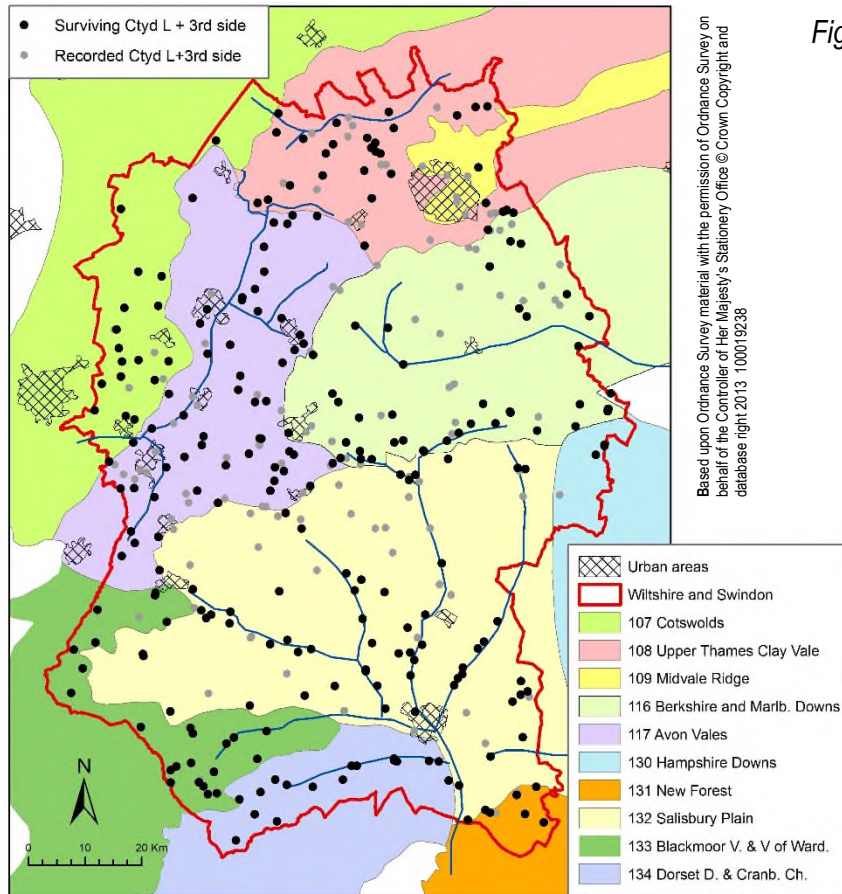 Surviving Ctyd L + 3rd side
Recorded Ctyd L+3rd side
Fig
Based upon Ordnance Survey material with the permission of Ordnance Survey on
behalf of the Controller of Her Majesty's Stationery Office © Crown Copyright and
database right 2013 100019238
Urban areas
Wiltshire and Swindon
107 Cotswolds
108 Upper Thames Clay Vale
109 Midvale Ridge
116 Berkshire and Marlb. Downs
117 Avon Vales
130 Hampshire Downs
131 New Forest
132 Salisbury Plain
133 Blackmoor V. & V of Ward.
134 Dorset D. & Cranb. Ch.
N
0 10 20 Km